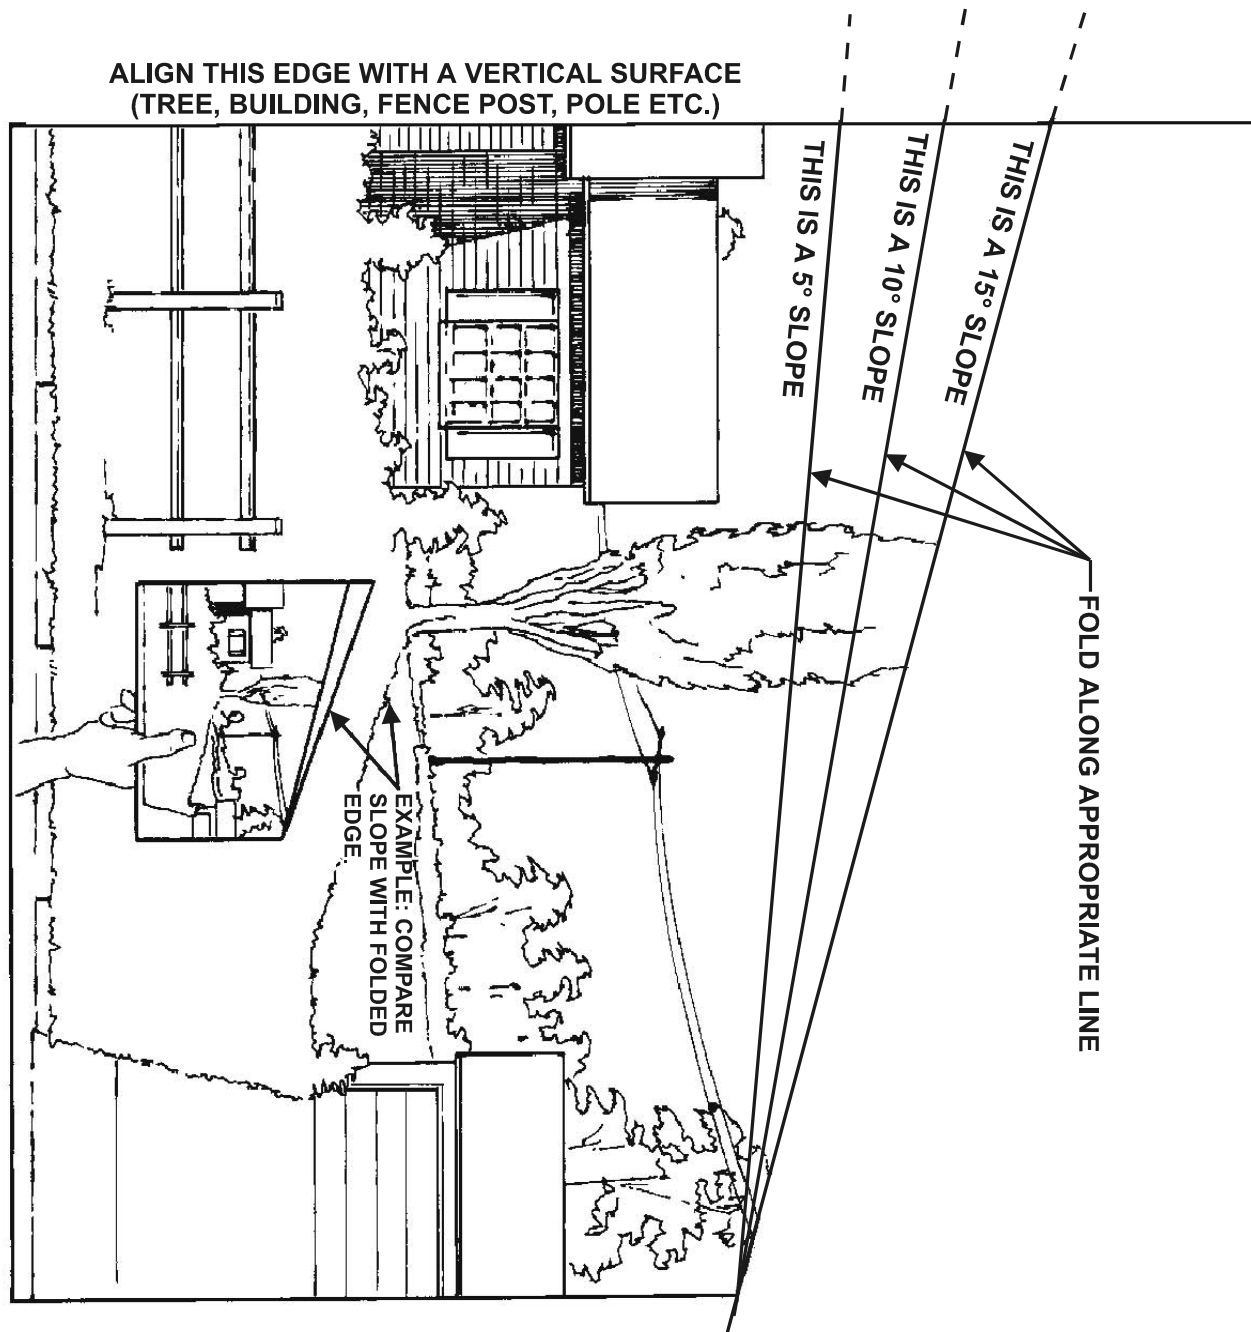 ALIGN THIS EDGE WITH A VERTICAL SURFACE
(TREE, BUILDING, FENCE POST, POLE ETC.)
THIS IS A 15° SLOPE
THIS IS A 10° SLOPE
THIS IS A 5° SLOPE
FOLD ALONG APPROPRIATE LINE
EXAMPLE: COMPARE
SLOPE WITH FOLDED
EDGE.